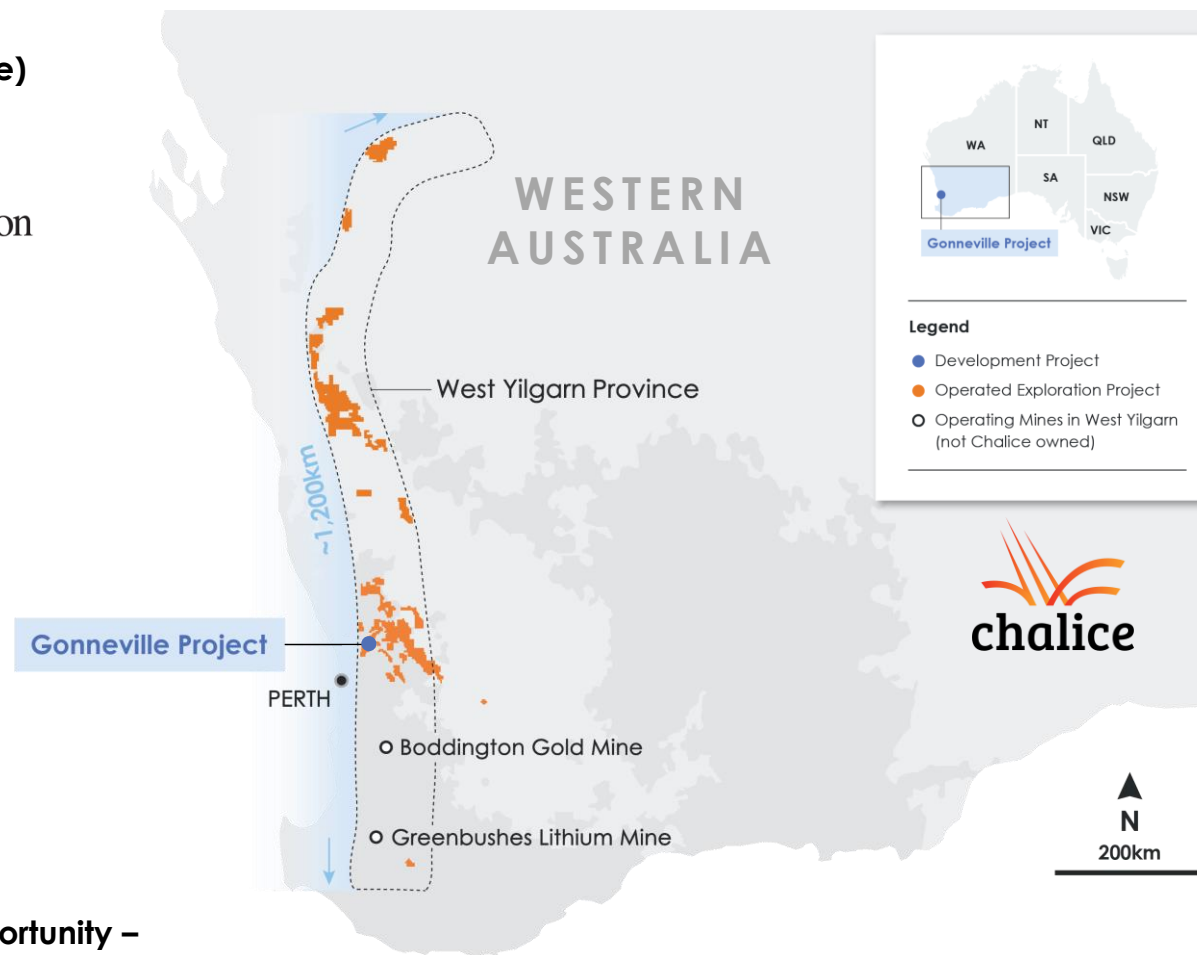 e)
on
WESTERN
AUSTRALIA
West Yilgarn Province
~1,200km
Gonneville Project
PERTH
Boddington Gold Mine
Greenbushes Lithium Mine
ortunity –
WA
NT
QLD
SA
NSW
VIC
Gonneville Project
Legend
Development Project
Operated Exploration Project
Operating Mines in West Yilgarn
(not Chalice owned)
chalice
N
200km